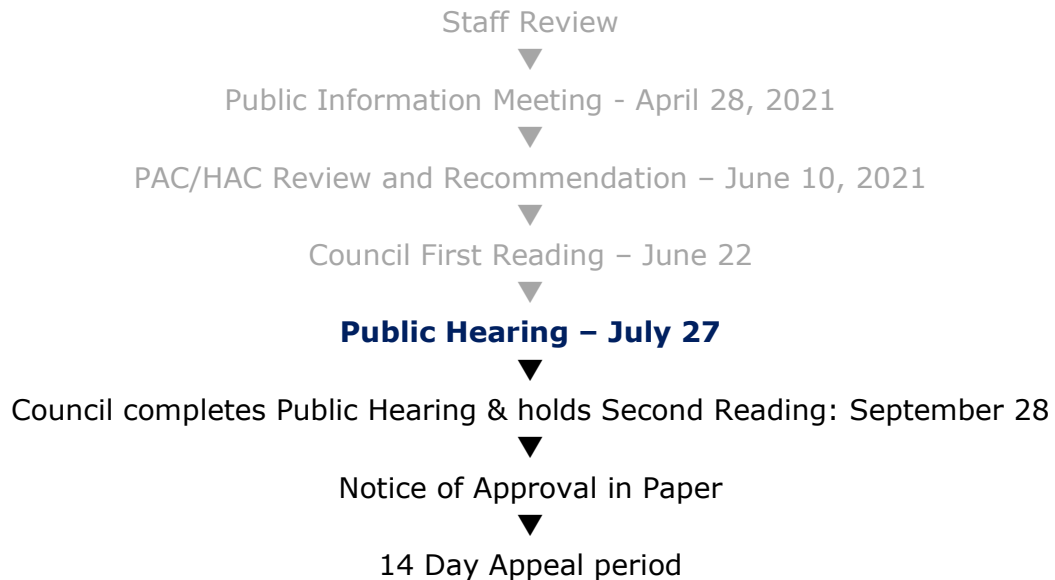 Staff Review
Public Information Meeting - April 28, 2021
PAC/HAC Review and Recommendation – June 10, 2021
Council First Reading – June 22
Public Hearing – July 27
Council completes Public Hearing & holds Second Reading: September 28
Notice of Approval in Paper
14 Day Appeal period